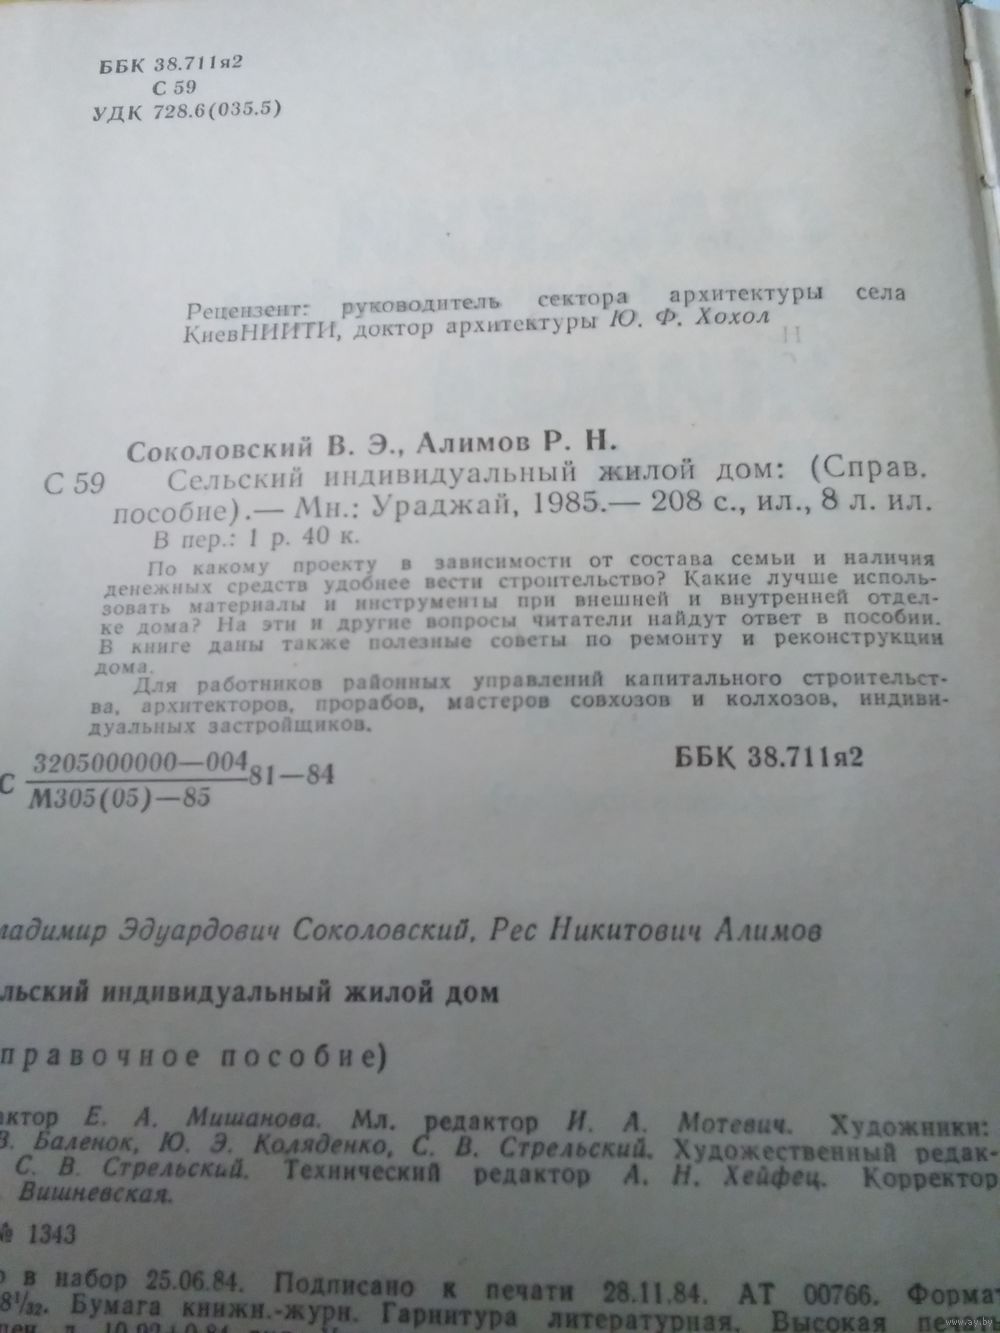 ББК 38.711я2
С 59
УДК 728.6(035.5)
Рецензент: руководитель сектора архитектуры села
КиевНИИТИ, доктор архитектуры Ю. Ф. Хохол
Соколовский В. Э., Алимов Р. Н.
С 59 Сельский индивидуальный жилой дом: (Справ.
пособие).— Мн.: Ураджай, 1985.— 208 с., ил., 8 л. ил.
В пер.: 1 р. 40 к.
По какому проекту в зависимости от состава семьи и наличия
денежных средств удобнее вести строительство? Какие лучше исполь-
зовать материалы и инструменты при внешней и внутренней отдел-
ке дома? На эти и другие вопросы читатели найдут ответ в пособии.
В книге даны также полезные советы по ремонту и реконструкции
дома.
Для работников районных управлений капитального строительст-
ва, архитекторов, прорабов, мастеров совхозов и колхозов, индиви-
дуальных застройщиков.
С 3205000000—004 81—84
М305(05)—85
ББК 38.711я2
ладимир Эдуардович Соколовский, Рес Никитович Алимов
льский индивидуальный жилой дом
правочное пособие)
актор Е. А. Мишанова. Мл. редактор И. А. Мотевич. Художники:
В. Баленок, Ю. Э. Коляденко, С. В. Стрельский. Художественный редак-
С. В. Стрельский. Технический редактор А. Н. Хейфец. Корректор
Вишневская.
№ 1343
о в набор 25.06.84. Подписано к печати 28.11.84. АТ 00766. Формат
8¹/₃₂. Бумага книжн.-журн. Гарнитура литературная. Высокая печать
www.ay.by